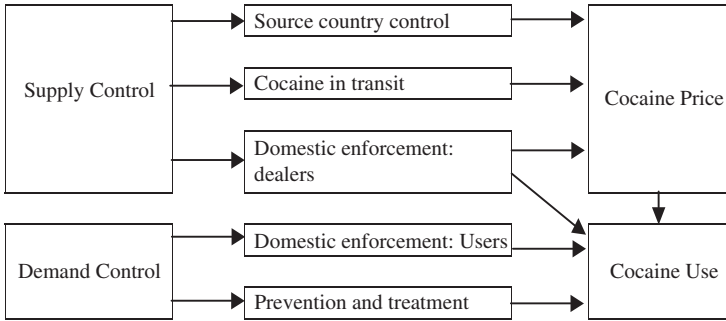 Supply Control
Source country control
Cocaine in transit
Domestic enforcement:
dealers
Cocaine Price
Demand Control
Domestic enforcement: Users
Prevention and treatment
Cocaine Use